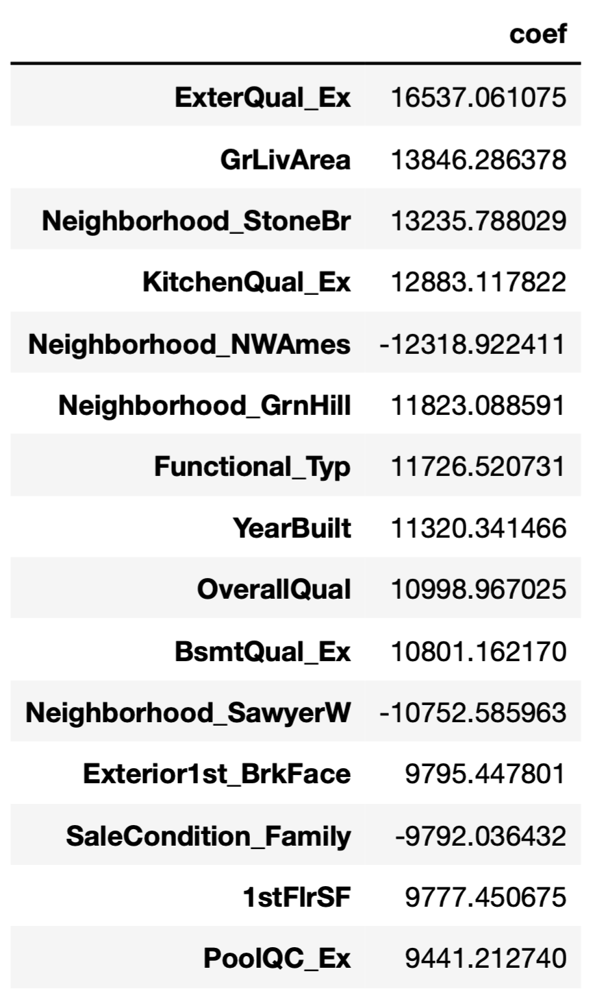 coef
ExterQual_Ex 16537.061075
GrLivArea 13846.286378
Neighborhood_StoneBr 13235.788029
KitchenQual_Ex 12883.117822
Neighborhood_NWAmes -12318.922411
Neighborhood_GrnHill 11823.088591
Functional_Typ 11726.520731
YearBuilt 11320.341466
OverallQual 10998.967025
BsmtQual_Ex 10801.162170
Neighborhood_SawyerW -10752.585963
Exterior1st_BrkFace 9795.447801
SaleCondition_Family -9792.036432
1stFlrSF 9777.450675
PoolQC_Ex 9441.212740